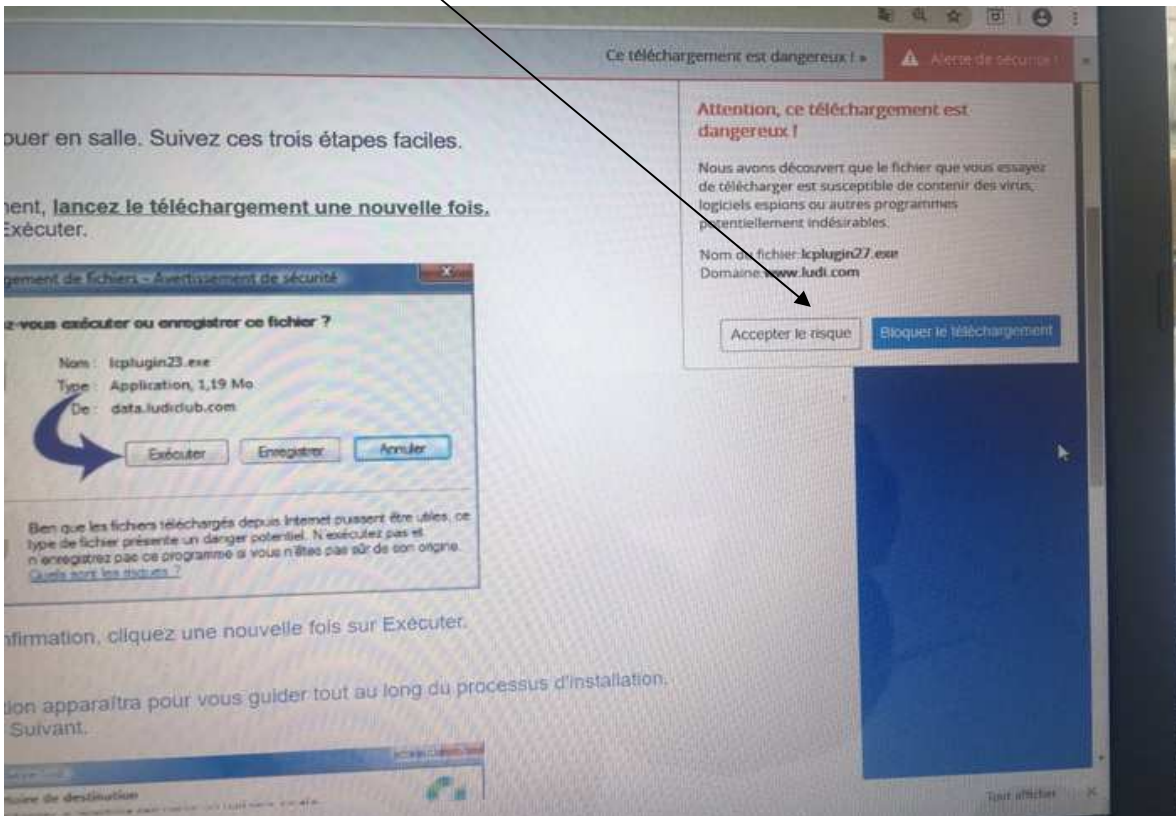 Ce téléchargement est dangereux ! »
Alerte de sécurité !
Attention, ce téléchargement est
dangereux !
Nous avons découvert que le fichier que vous essayez
de télécharger est susceptible de contenir des virus,
logiciels espions ou autres programmes
potentiellement indésirables.
Nom du fichier:lcplugin27.exe
Domaine:www.ludi.com
Accepter le risque
Bloquer le téléchargement
ouer en salle. Suivez ces trois étapes faciles.
ment, lancez le téléchargement une nouvelle fois.
Exécuter.
gement de fichiers - Avertissement de sécurité
z-vous exécuter ou enregistrer ce fichier ?
Nom : lcplugin23.exe
Type : Application, 1,19 Mo
De : data.ludiclub.com
Exécuter
Enregistrer
Annuler
Bien que les fichiers téléchargés depuis Internet puissent être utiles, ce
type de fichier présente un danger potentiel. N'exécutez pas et
n'enregistrez pas ce programme si vous n'êtes pas sûr de son origine.
Quels sont les risques ?
nfirmation, cliquez une nouvelle fois sur Exécuter.
tion apparaîtra pour vous guider tout au long du processus d'installation.
Suivant.
de destination
Tout afficher